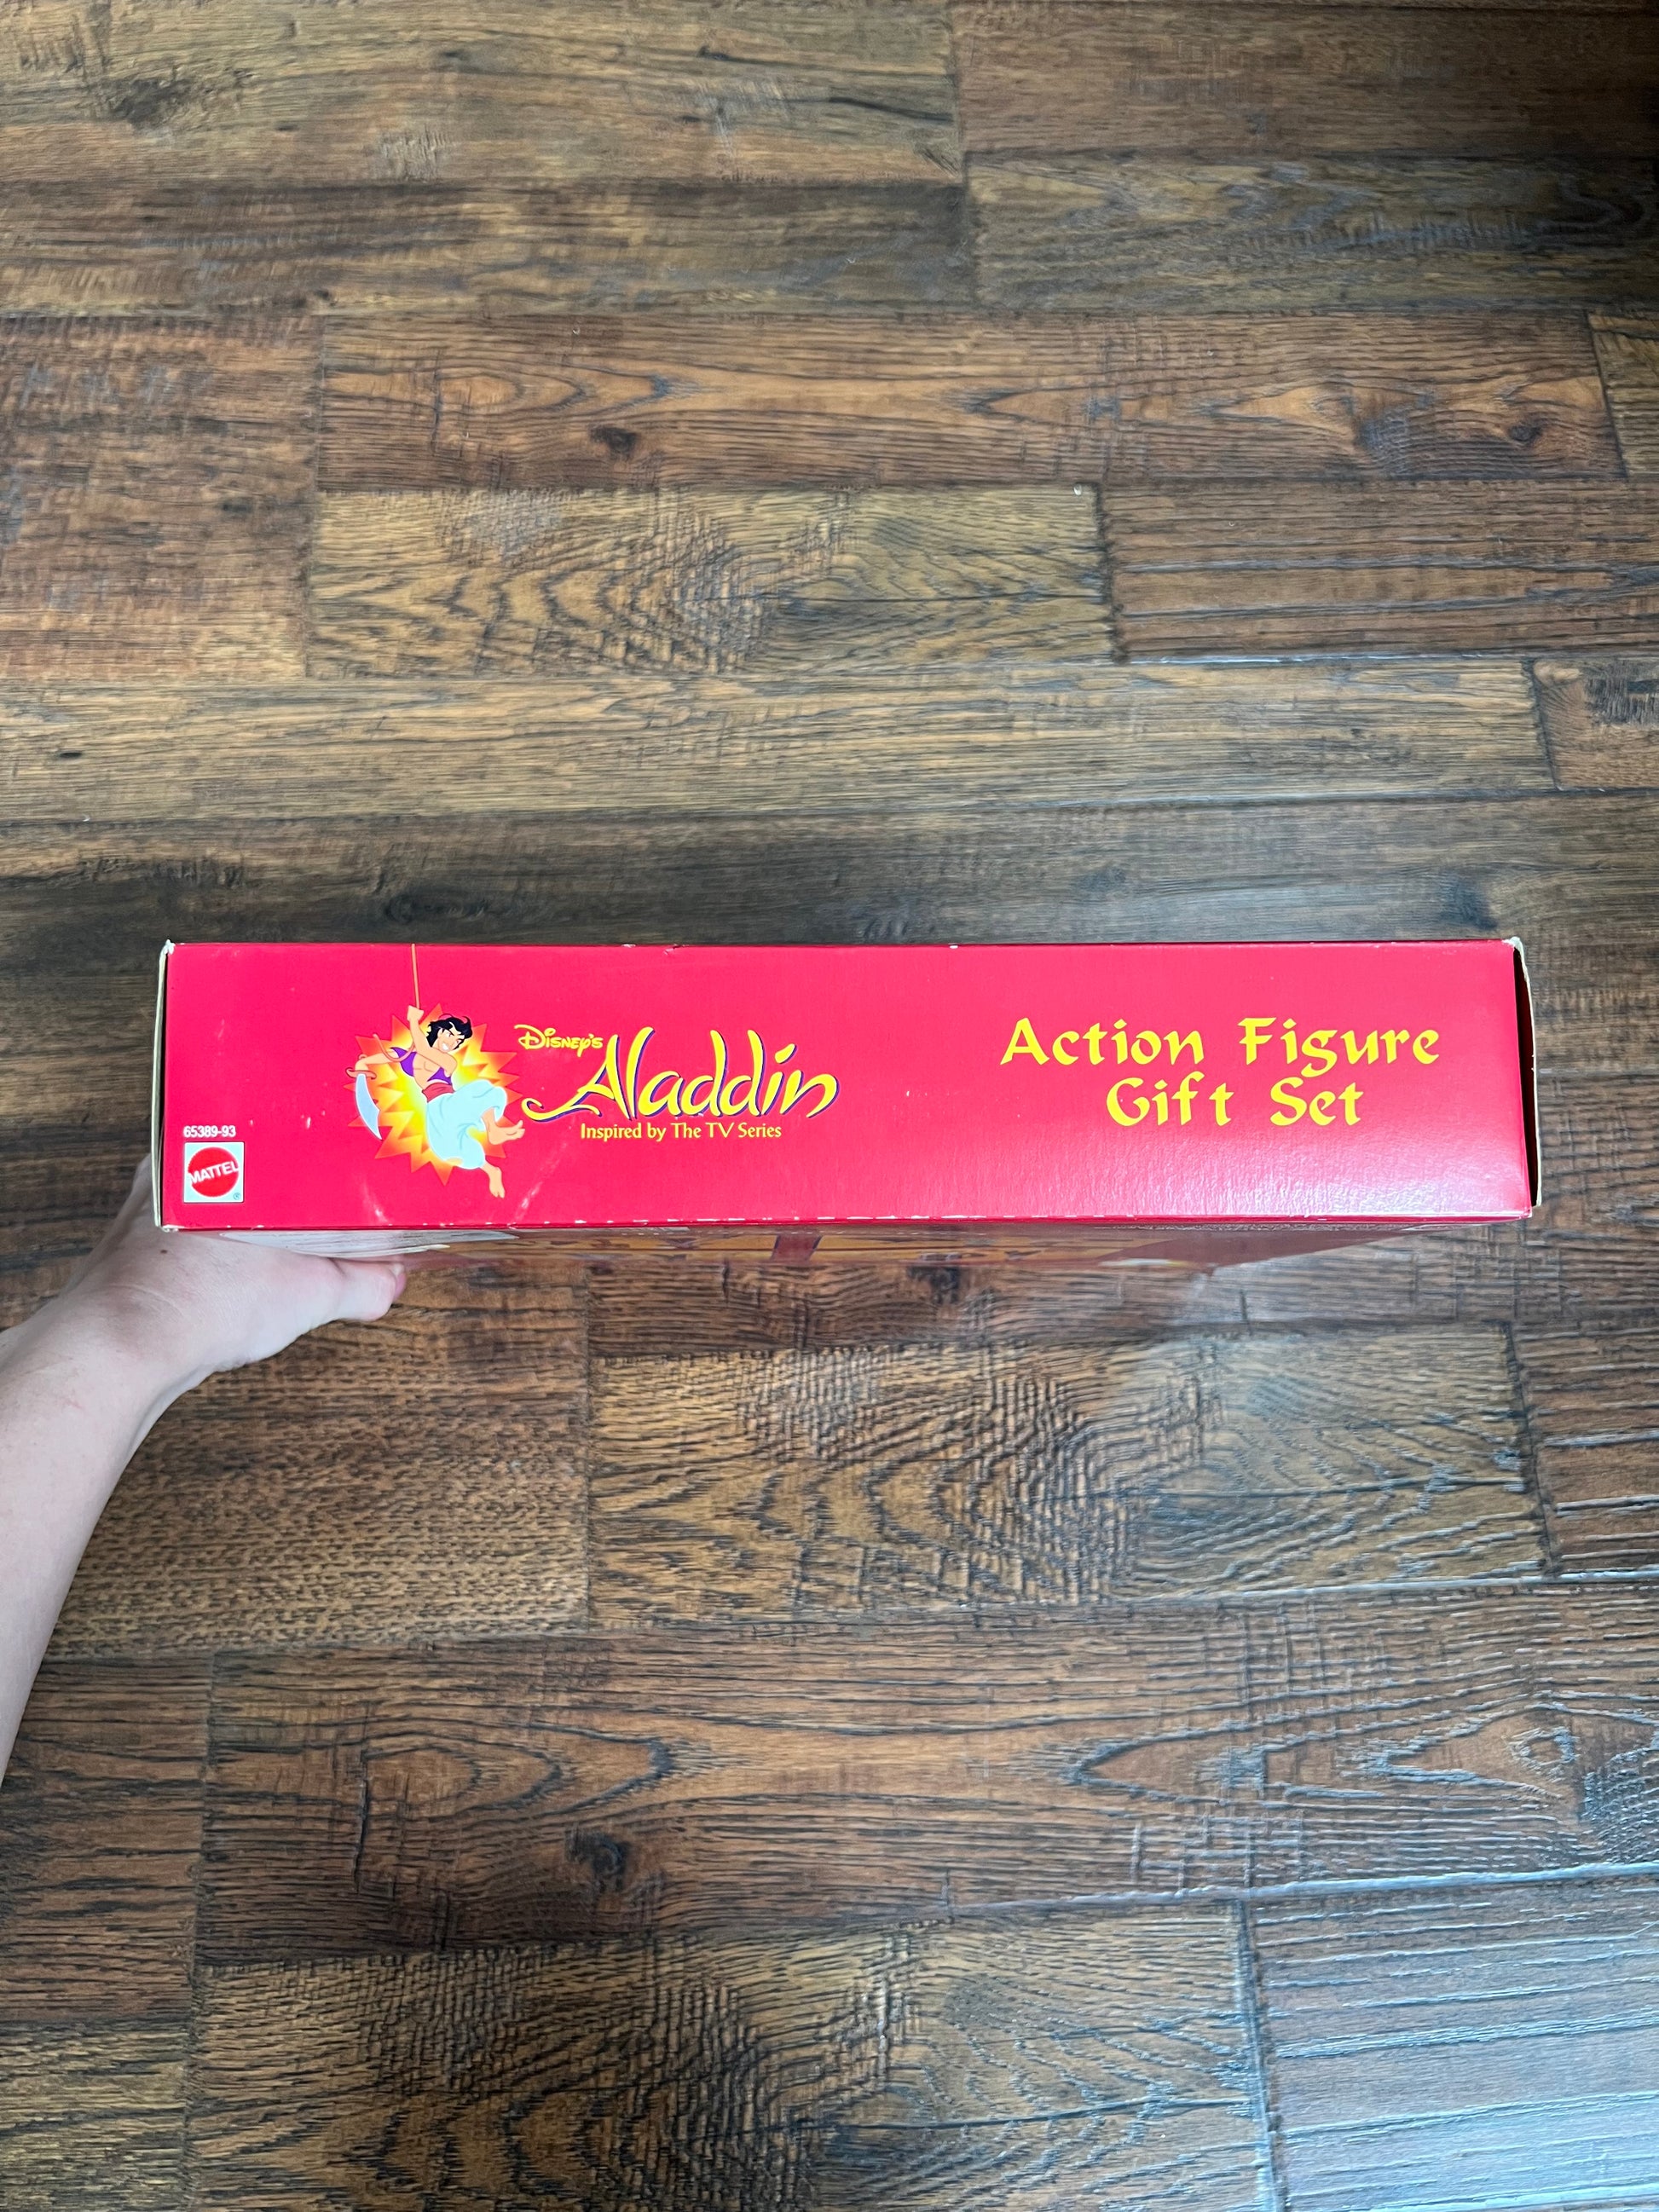 Disney's
Aladdin
Inspired by The TV Series
Action Figure
Gift Set
65389-93
MATTEL
®